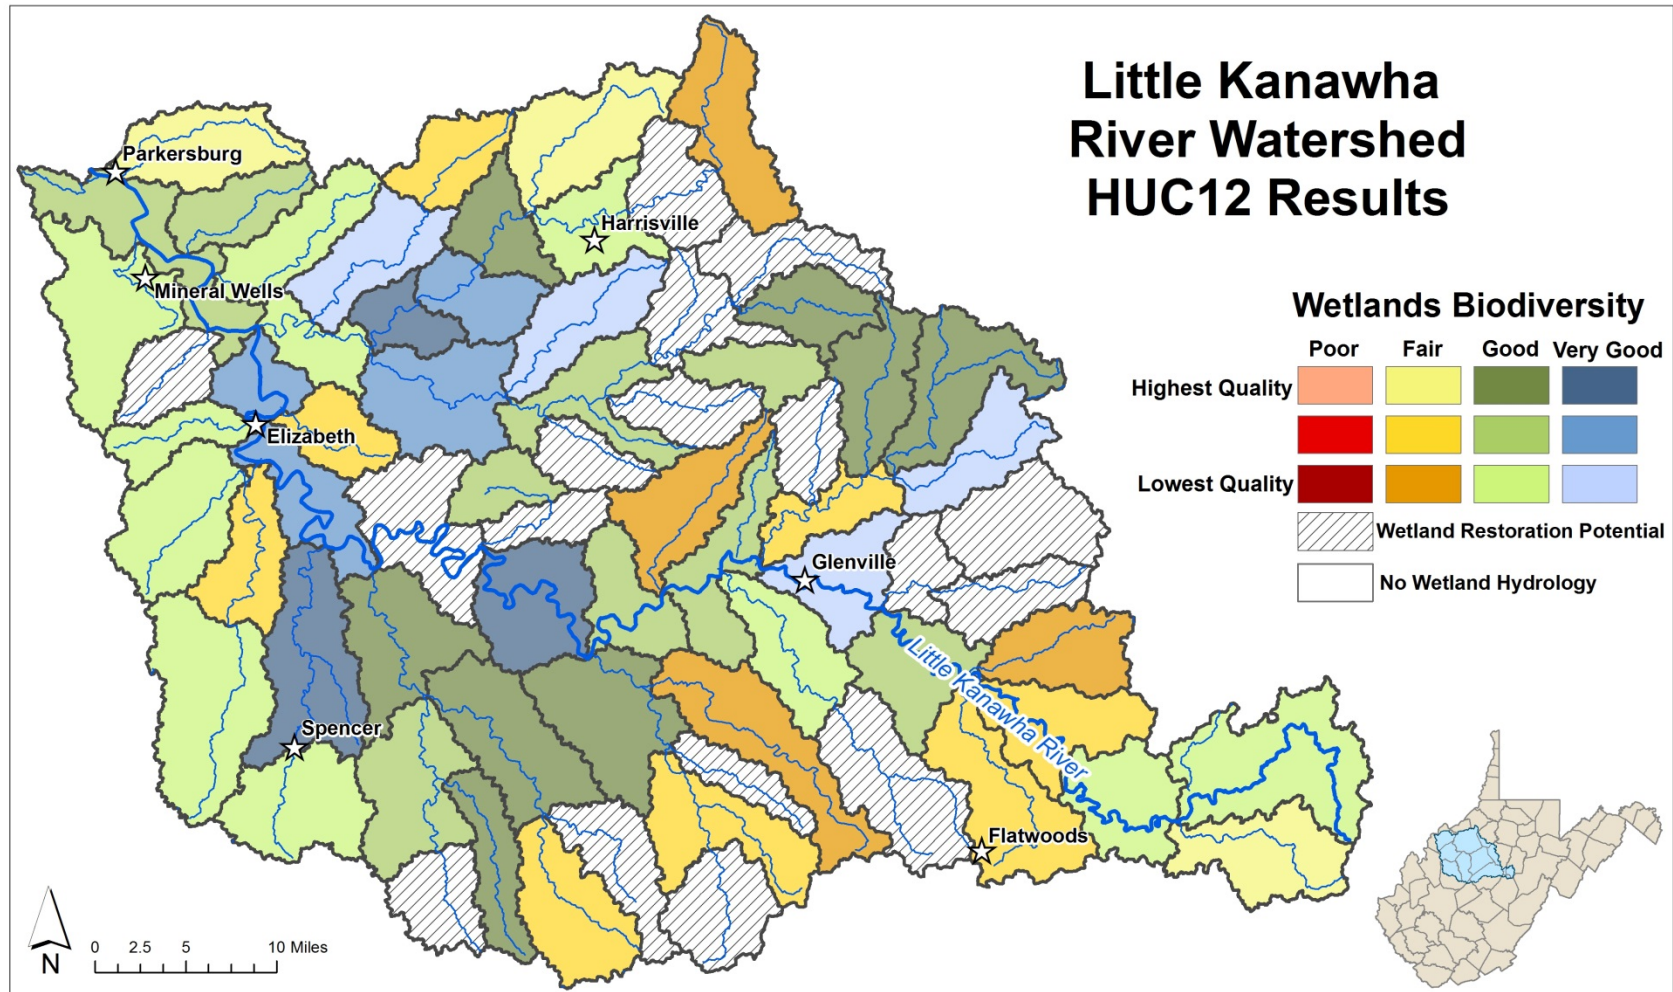 Little Kanawha
River Watershed
HUC12 Results
Parkersburg
Harrisville
Mineral Wells
Wetlands Biodiversity
Poor Fair Good Very Good
Highest Quality
Elizabeth
Lowest Quality
Wetland Restoration Potential
Glenville
No Wetland Hydrology
Little Kanawha River
Spencer
Flatwoods
N
0 2.5 5 10 Miles